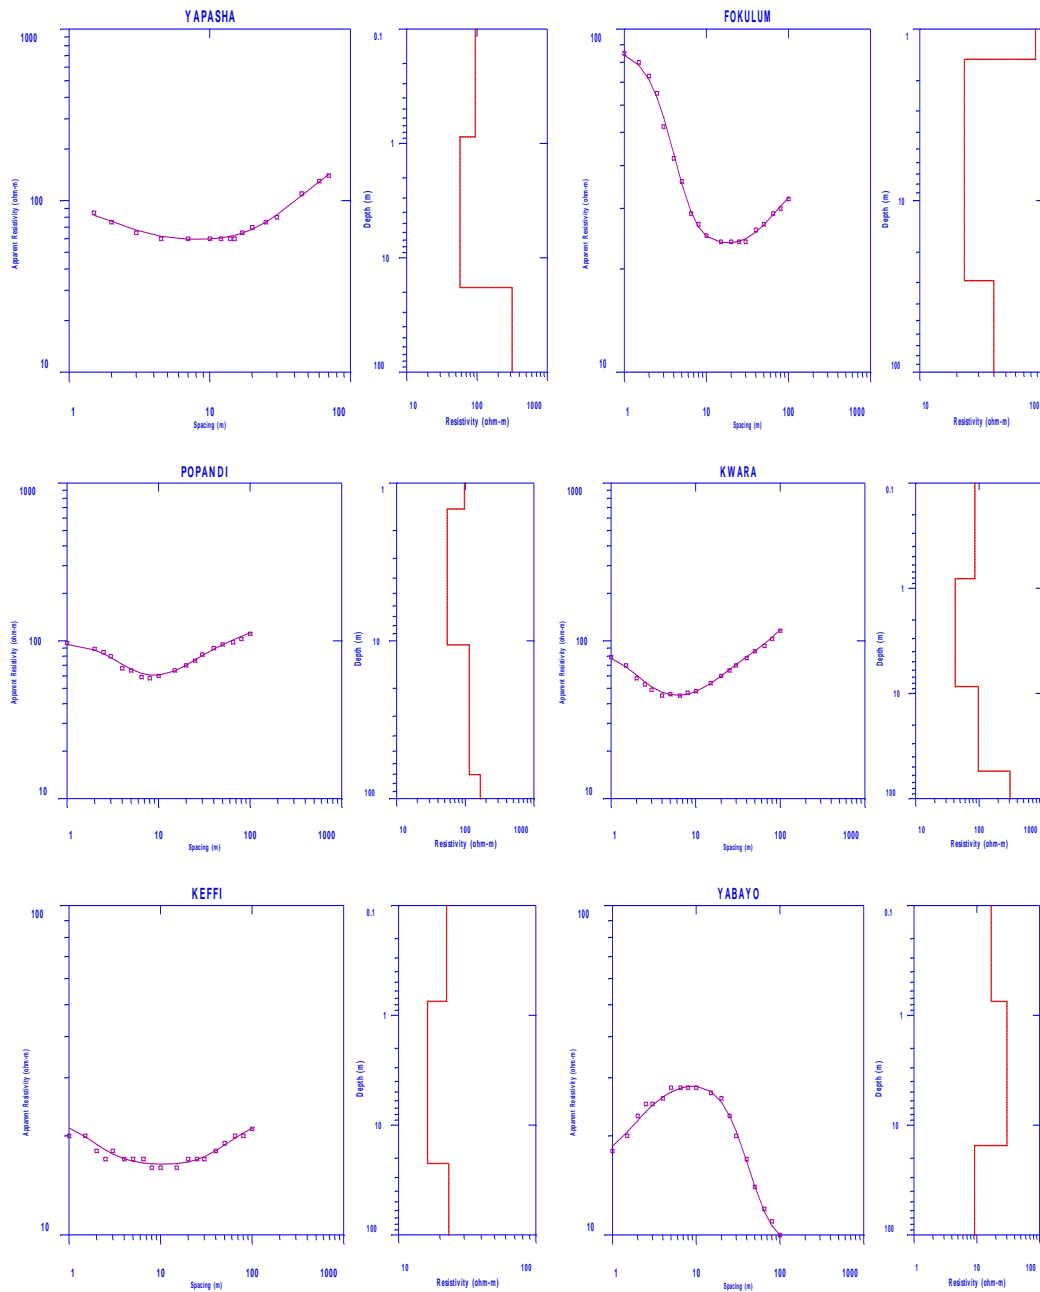 YAPASHA
1000
100
10
1 10 100
Spacing (m)
Apparent Resistivity (ohm-m)
0.1
1
10
100
10 100 1000
Resistivity (ohm-m)
Depth (m)
FOKULUM
100
10
1 10 100 1000
Spacing (m)
Apparent Resistivity (ohm-m)
1
10
100
10 100
Resistivity (ohm-m)
Depth (m)
POPANDI
1000
100
10
1 10 100 1000
Spacing (m)
Apparent Resistivity (ohm-m)
1
10
100
10 100 1000
Resistivity (ohm-m)
Depth (m)
KWARA
1000
100
10
1 10 100 1000
Spacing (m)
Apparent Resistivity (ohm-m)
0.1
1
10
100
10 100 1000
Resistivity (ohm-m)
Depth (m)
KEFFI
100
10
1 10 100 1000
Spacing (m)
Apparent Resistivity (ohm-m)
0.1
1
10
100
10 100
Resistivity (ohm-m)
Depth (m)
YABAYO
100
10
1 10 100 1000
Spacing (m)
Apparent Resistivity (ohm-m)
0.1
1
10
100
1 10 100
Resistivity (ohm-m)
Depth (m)